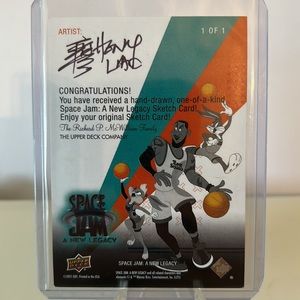 ARTIST:
1 OF 1
CONGRATULATIONS!
You have received a hand-drawn, one-of-a-kind
Space Jam: A New Legacy Sketch Card!
Enjoy your original Sketch Card!
The Richard P. McWilliam Family
THE UPPER DECK COMPANY
SPACE
JAM
A NEW LEGACY
UPPER DECK
SPACE JAM: A NEW LEGACY